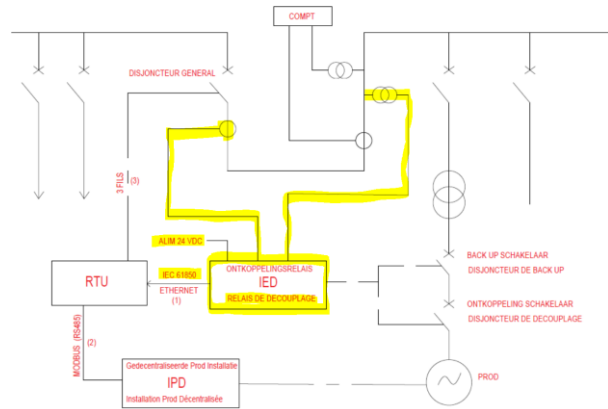 COMPT
DISJONCTEUR GENERAL
3 FILS
(3)
ALIM 24 VDC
RTU
IEC 61850
ETHERNET
(1)
ONTKOPPELINGSRELAIS
IED
RELAIS DE DECOUPLAGE
BACK UP SCHAKELAAR
DISJONCTEUR DE BACK UP
ONTKOPPELING SCHAKELAAR
DISJONCTEUR DE DECOUPLAGE
MODBUS (RS485)
(2)
Gedecentraliseerde Prod Installatie
IPD
Installation Prod Décentralisée
PROD